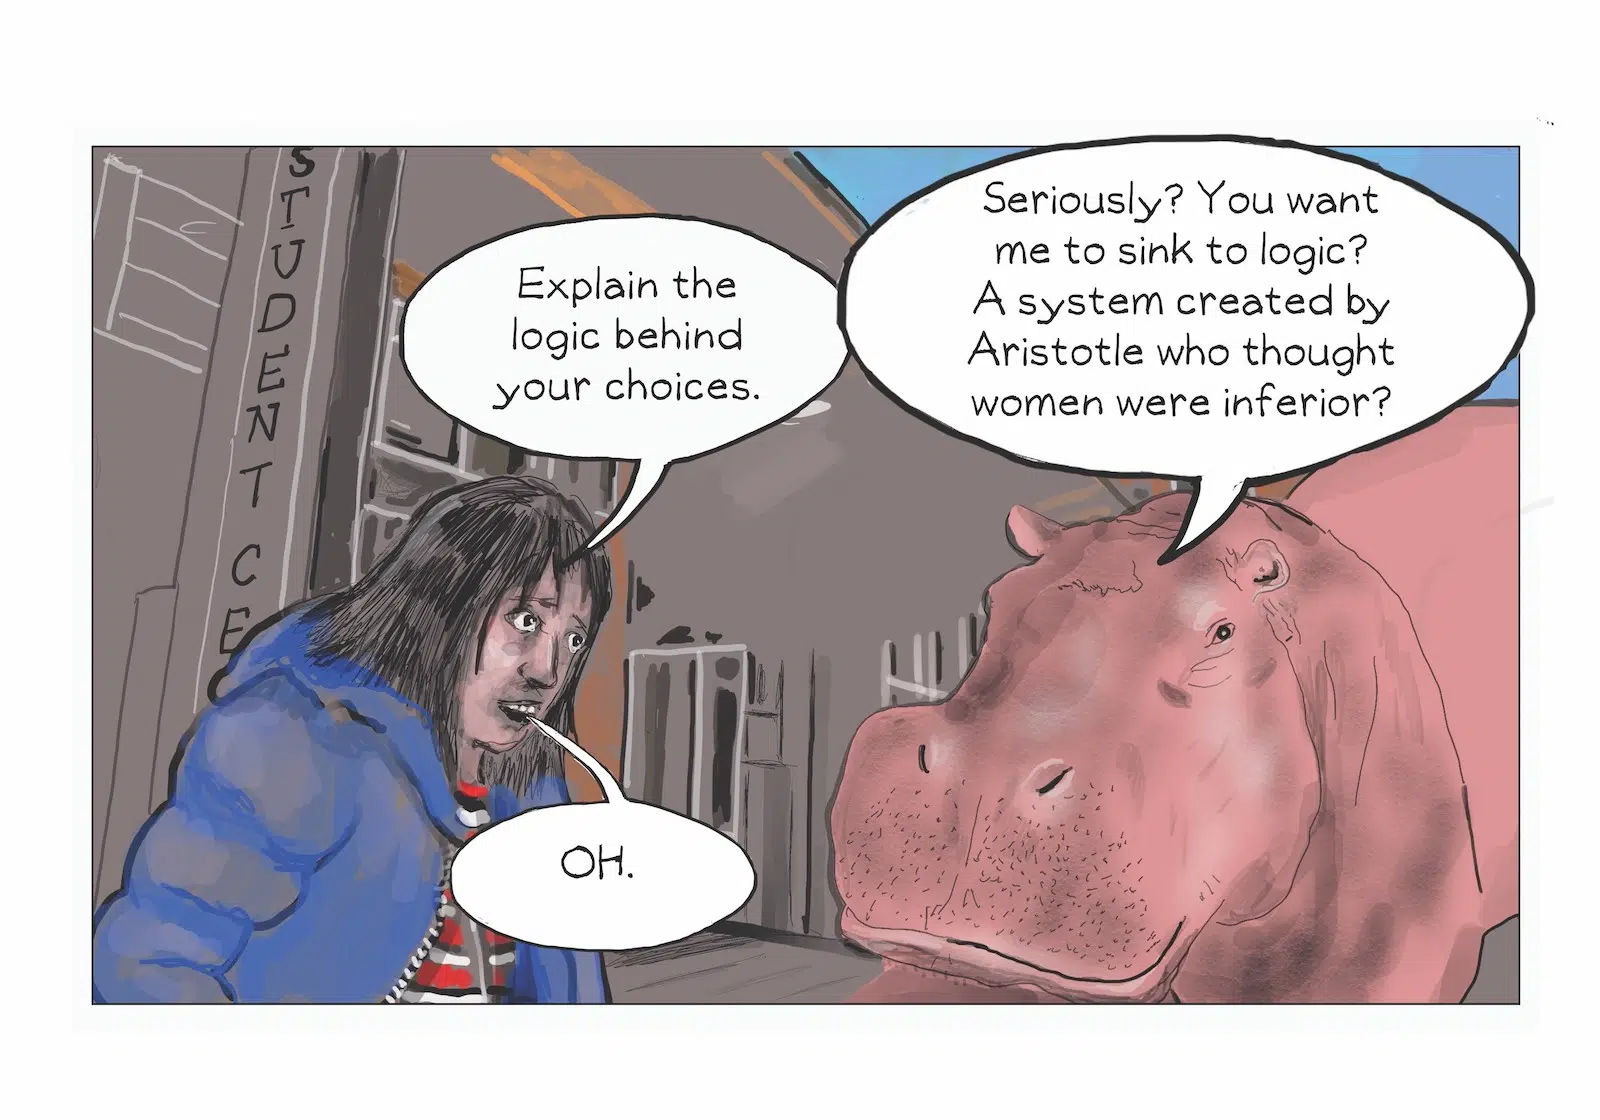 STUDENT CE
Explain the
logic behind
your choices.
Seriously? You want
me to sink to logic?
A system created by
Aristotle who thought
women were inferior?
OH.